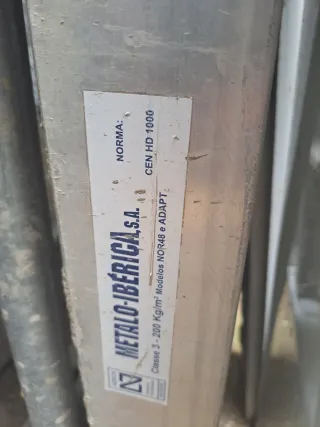 NORMA:
CEN HD 1000
METALO-IBÉRICA,S.A.
Classe 3 - 200 Kg/m² Modelos NOR48 e ADAPT